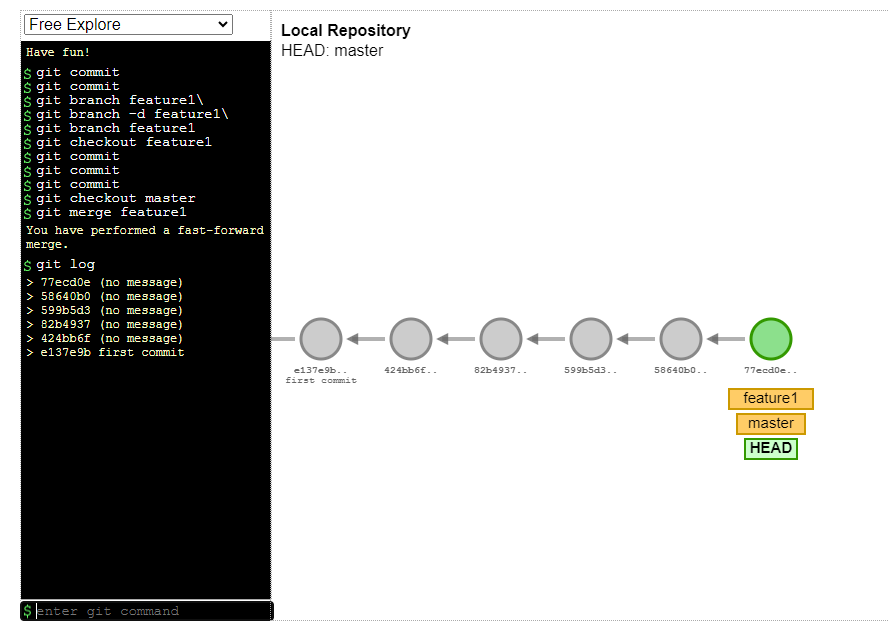 Free Explore
Have fun!
$ git commit
$ git commit
$ git branch feature1\
$ git branch -d feature1\
$ git branch feature1
$ git checkout feature1
$ git commit
$ git commit
$ git commit
$ git checkout master
$ git merge feature1
You have performed a fast-forward
merge.
$ git log
> 77ecd0e (no message)
> 58640b0 (no message)
> 599b5d3 (no message)
> 82b4937 (no message)
> 424bb6f (no message)
> e137e9b first commit
$ enter git command
Local Repository
HEAD: master
e137e9b..
first commit
424bb6f..
82b4937..
599b5d3..
58640b0..
77ecd0e..
feature1
master
HEAD